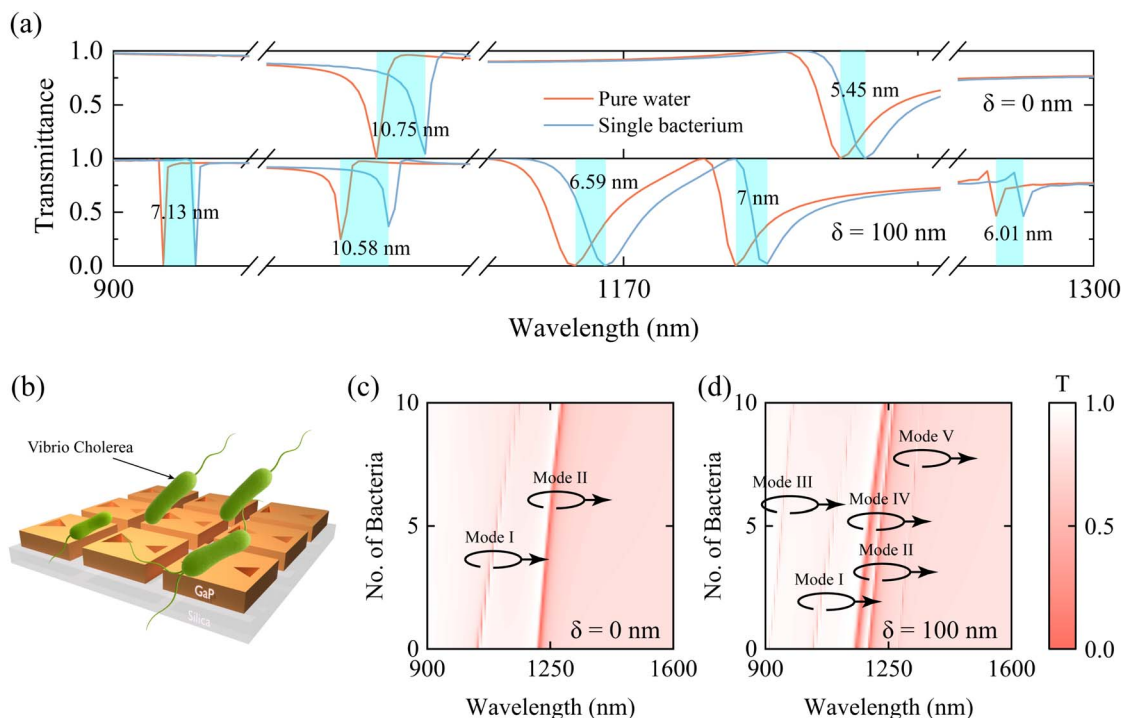 (a)
Transmittance
1.0
0.5
0.0
1.0
0.5
0.0
10.75 nm
Pure water
Single bacterium
5.45 nm
δ = 0 nm
7.13 nm
10.58 nm
6.59 nm
7 nm
δ = 100 nm
6.01 nm
900
1170
1300
Wavelength (nm)
(b)
Vibrio Cholerea
GaP
Silica
(c)
No. of Bacteria
10
5
0
Mode II
Mode I
δ = 0 nm
900
1250
1600
Wavelength (nm)
(d)
No. of Bacteria
10
5
0
Mode V
Mode III
Mode IV
Mode II
Mode I
δ = 100 nm
900
1250
1600
Wavelength (nm)
T
1.0
0.5
0.0